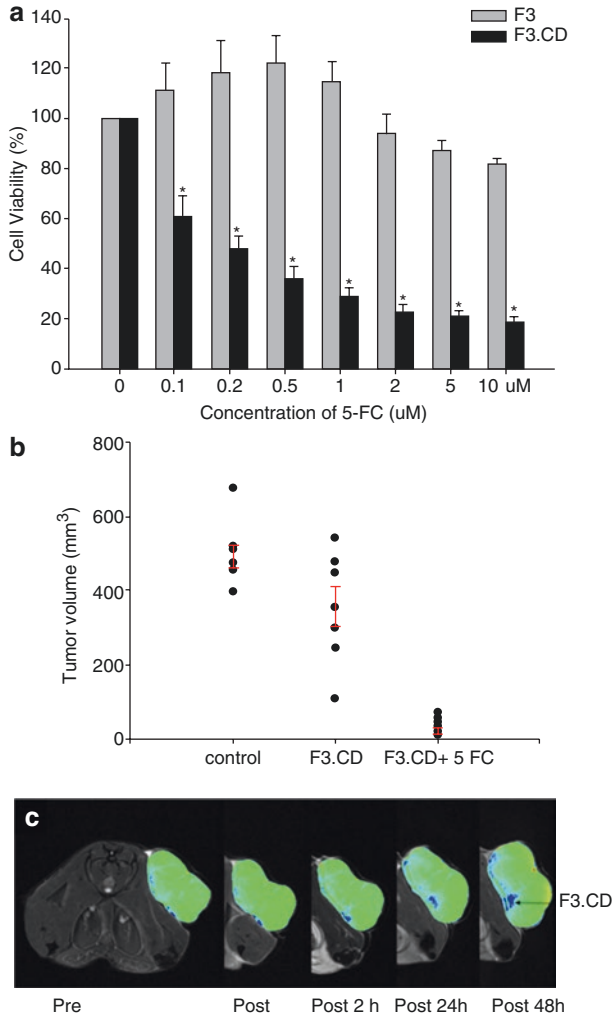 a
F3
F3.CD
Cell Viability (%)
140
120
100
80
60
40
20
0
* * * * * * *
0 0.1 0.2 0.5 1 2 5 10 uM
Concentration of 5-FC (uM)
b
Tumor volume (mm³)
800
600
400
200
0
control F3.CD F3.CD+ 5 FC
c
F3.CD
Pre Post Post 2 h Post 24h Post 48h